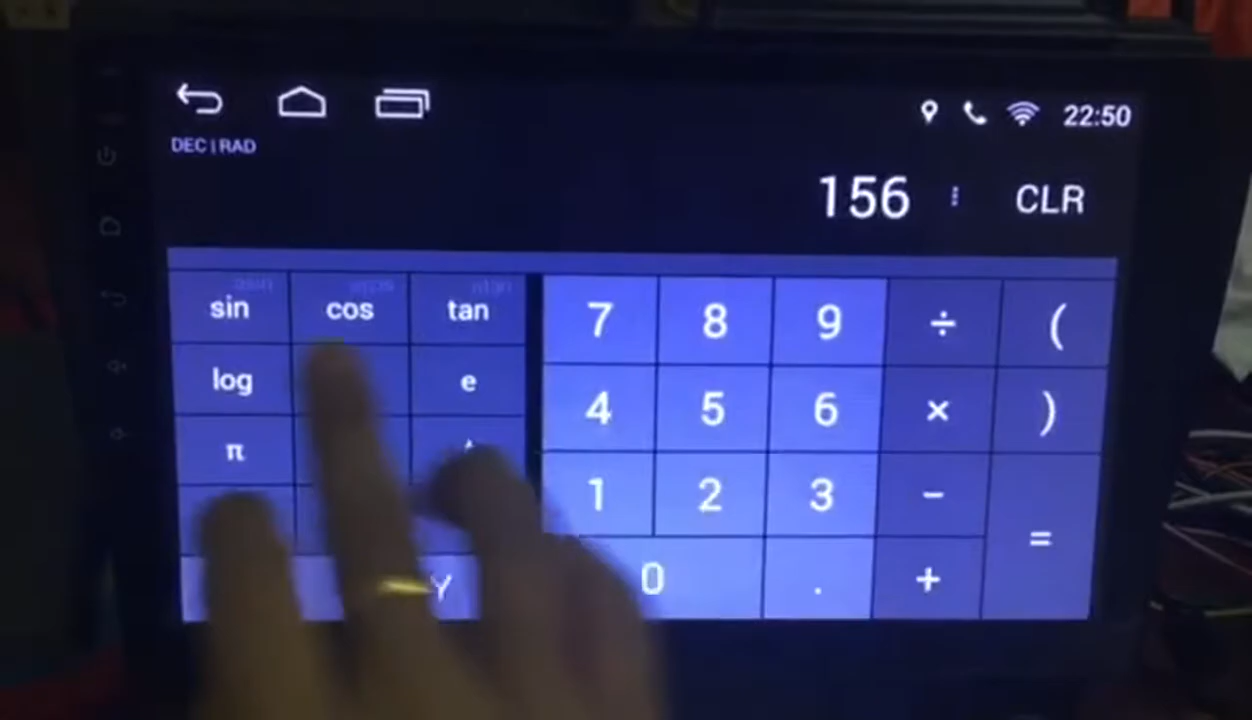 22:50
DEC|RAD
156 CLR
sin cos tan 7 8 9 ÷ (
log e 4 5 6 × )
π 1 2 3 − =
Y 0 . +